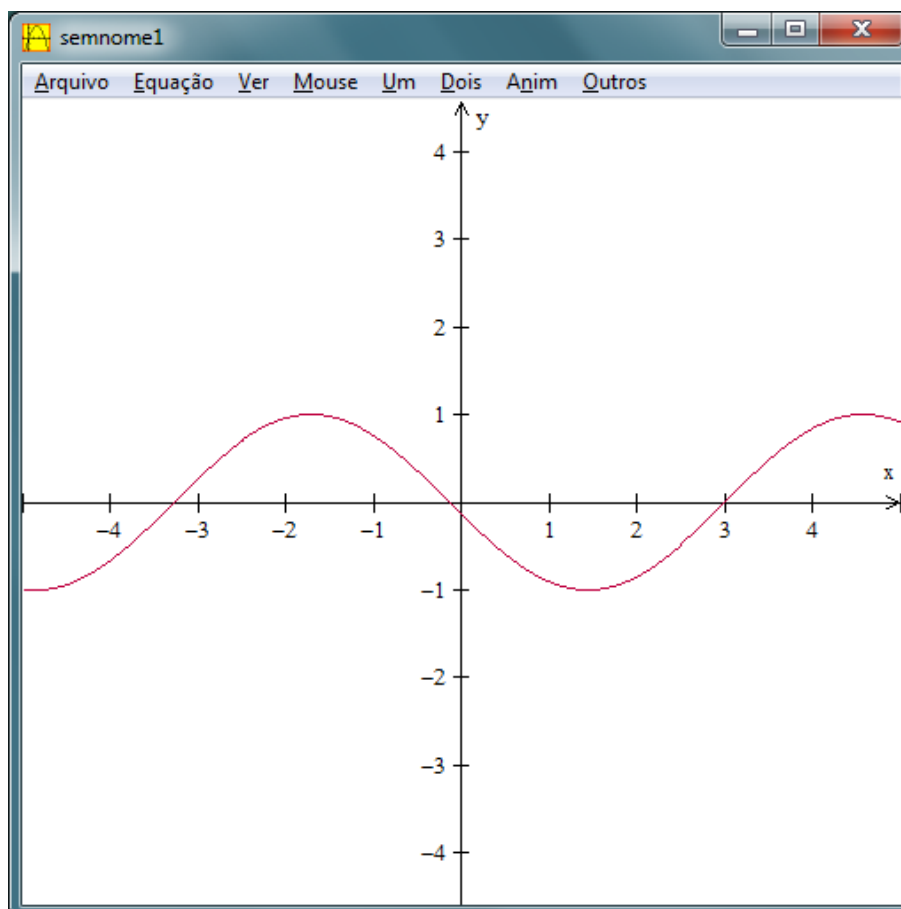 semnome1
Arquivo Equação Ver Mouse Um Dois Anim Outros
y
4
3
2
1
x
–4 –3 –2 –1 1 2 3 4
–1
–2
–3
–4